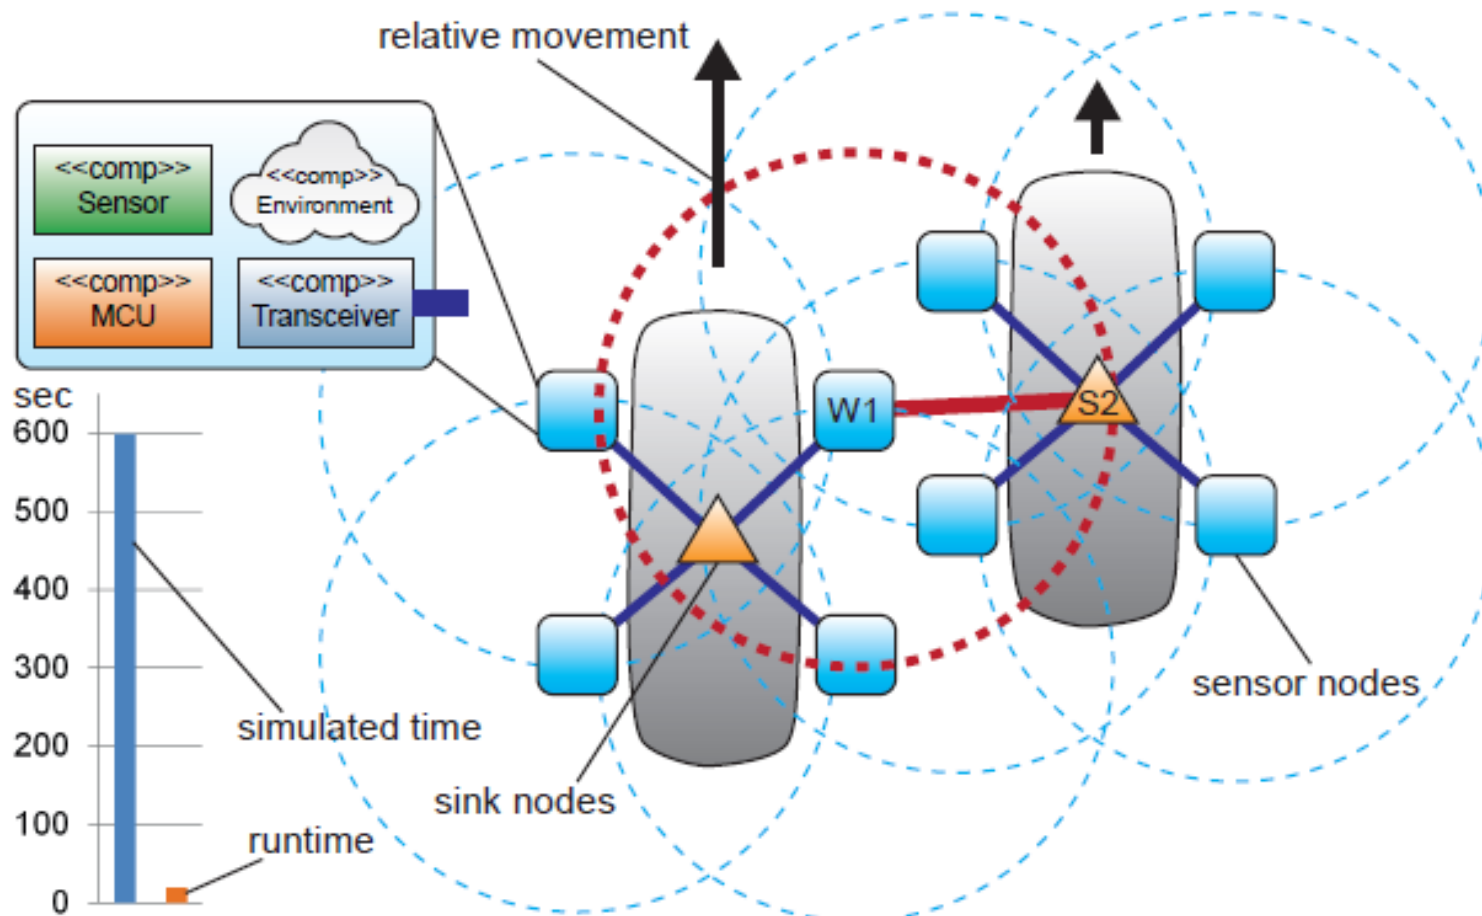 relative movement
<<comp>>
Sensor
<<comp>>
Environment
<<comp>>
MCU
<<comp>>
Transceiver
W1
S2
sec
600
500
400
300
200
100
0
simulated time
runtime
sink nodes
sensor nodes